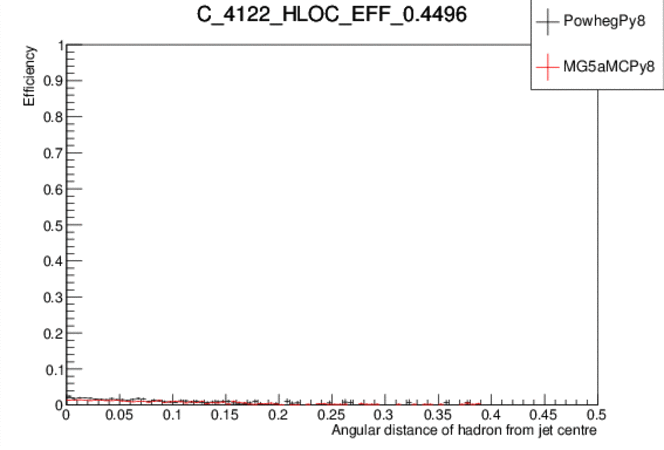 C_4122_HLOC_EFF_0.4496
PowhegPy8
MG5aMCPy8
Efficiency
1
0.9
0.8
0.7
0.6
0.5
0.4
0.3
0.2
0.1
0
0 0.05 0.1 0.15 0.2 0.25 0.3 0.35 0.4 0.45 0.5
Angular distance of hadron from jet centre